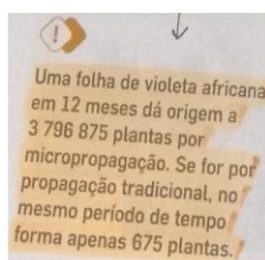 !
Uma folha de violeta africana
em 12 meses dá origem a
3 796 875 plantas por
micropropagação. Se for por
propagação tradicional, no
mesmo período de tempo
forma apenas 675 plantas.